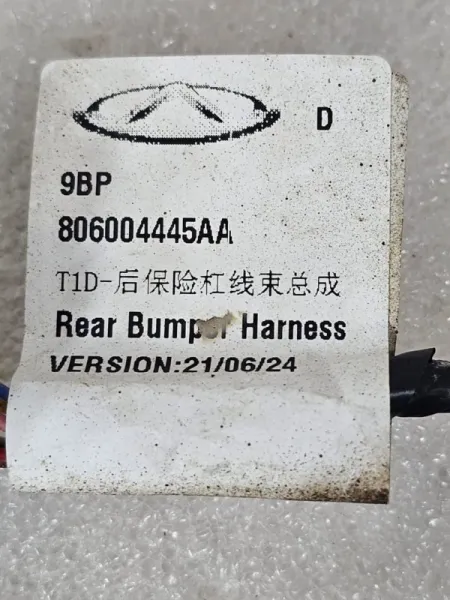 D
9BP
806004445AA
T1D-后保险杠线束总成
Rear Bumper Harness
VERSION:21/06/24